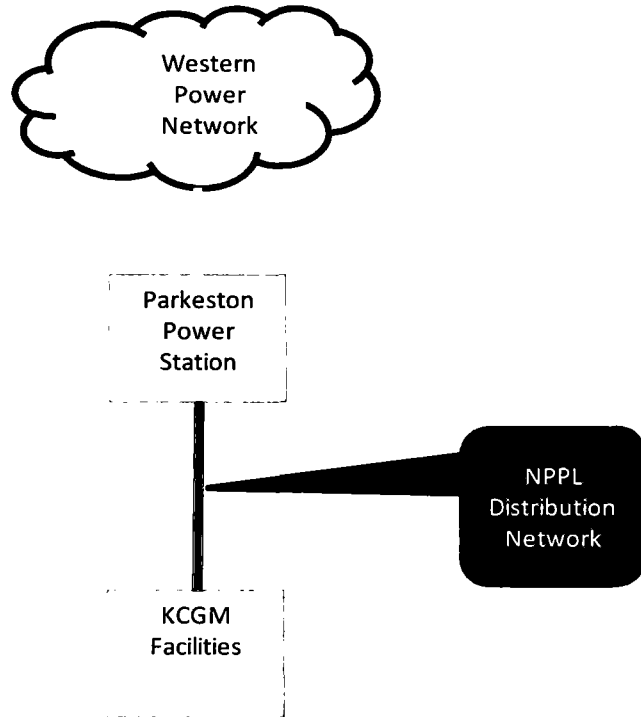 Western
Power
Network
Parkeston
Power
Station
NPPL
Distribution
Network
KCGM
Facilities